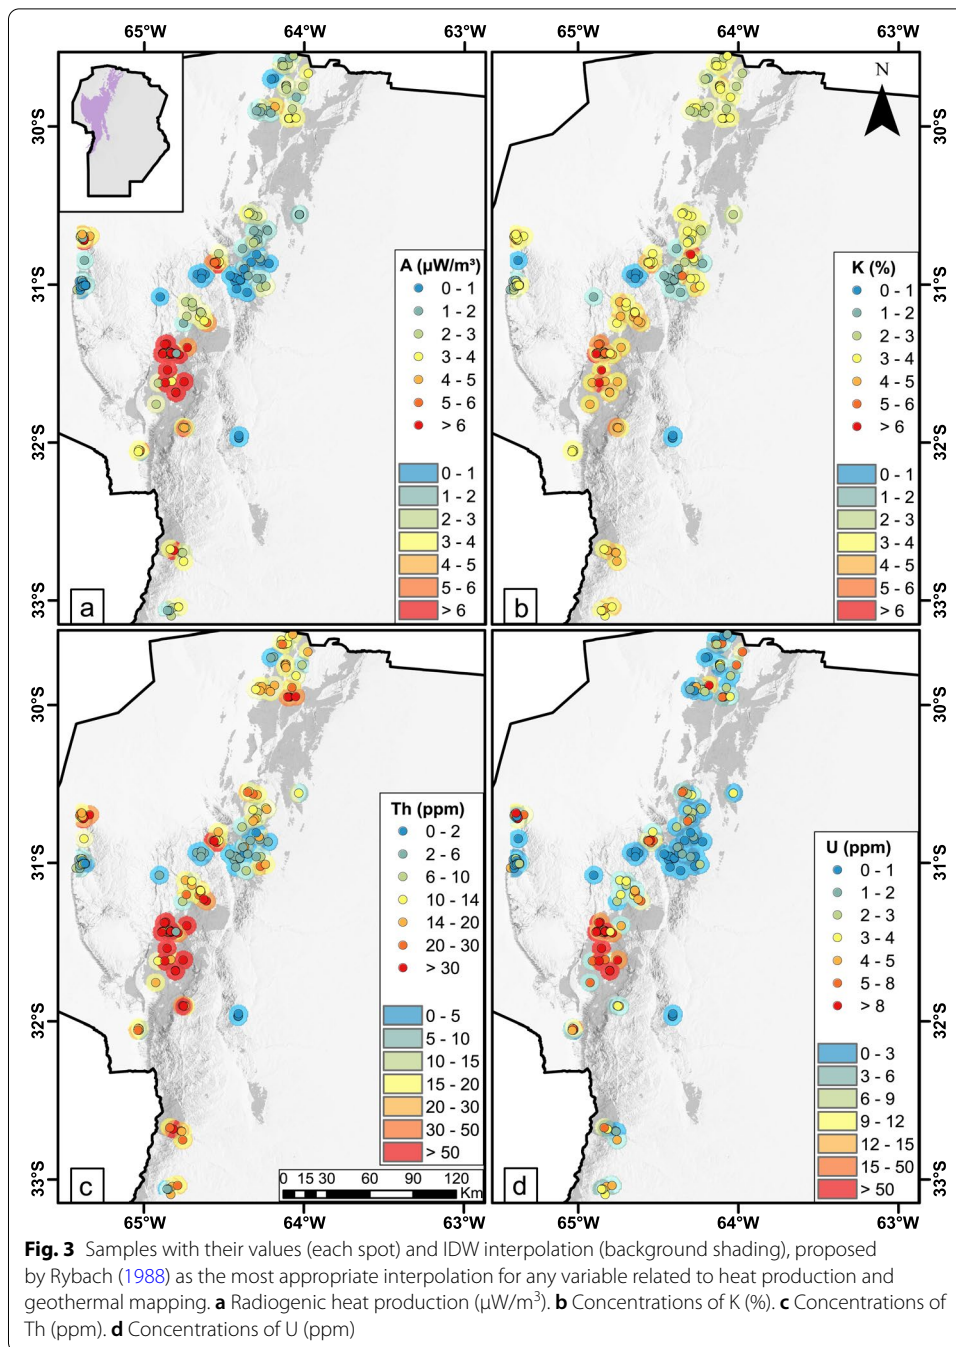 65°W 64°W 63°W 65°W 64°W 63°W
N
30°S 30°S
31°S 31°S
32°S 32°S
33°S 33°S
A (µW/m³)
0 - 1
1 - 2
2 - 3
3 - 4
4 - 5
5 - 6
> 6
0 - 1
1 - 2
2 - 3
3 - 4
4 - 5
5 - 6
> 6
a
K (%)
0 - 1
1 - 2
2 - 3
3 - 4
4 - 5
5 - 6
> 6
0 - 1
1 - 2
2 - 3
3 - 4
4 - 5
5 - 6
> 6
b
30°S 30°S
31°S 31°S
32°S 32°S
33°S 33°S
Th (ppm)
0 - 2
2 - 6
6 - 10
10 - 14
14 - 20
20 - 30
> 30
0 - 5
5 - 10
10 - 15
15 - 20
20 - 30
30 - 50
> 50
0 15 30 60 90 120
Km
c
U (ppm)
0 - 1
1 - 2
2 - 3
3 - 4
4 - 5
5 - 8
> 8
0 - 3
3 - 6
6 - 9
9 - 12
12 - 15
15 - 50
> 50
d
65°W 64°W 63°W 65°W 64°W 63°W
Fig. 3 Samples with their values (each spot) and IDW interpolation (background shading), proposed
by Rybach (1988) as the most appropriate interpolation for any variable related to heat production and
geothermal mapping. a Radiogenic heat production (µW/m³). b Concentrations of K (%). c Concentrations of
Th (ppm). d Concentrations of U (ppm)